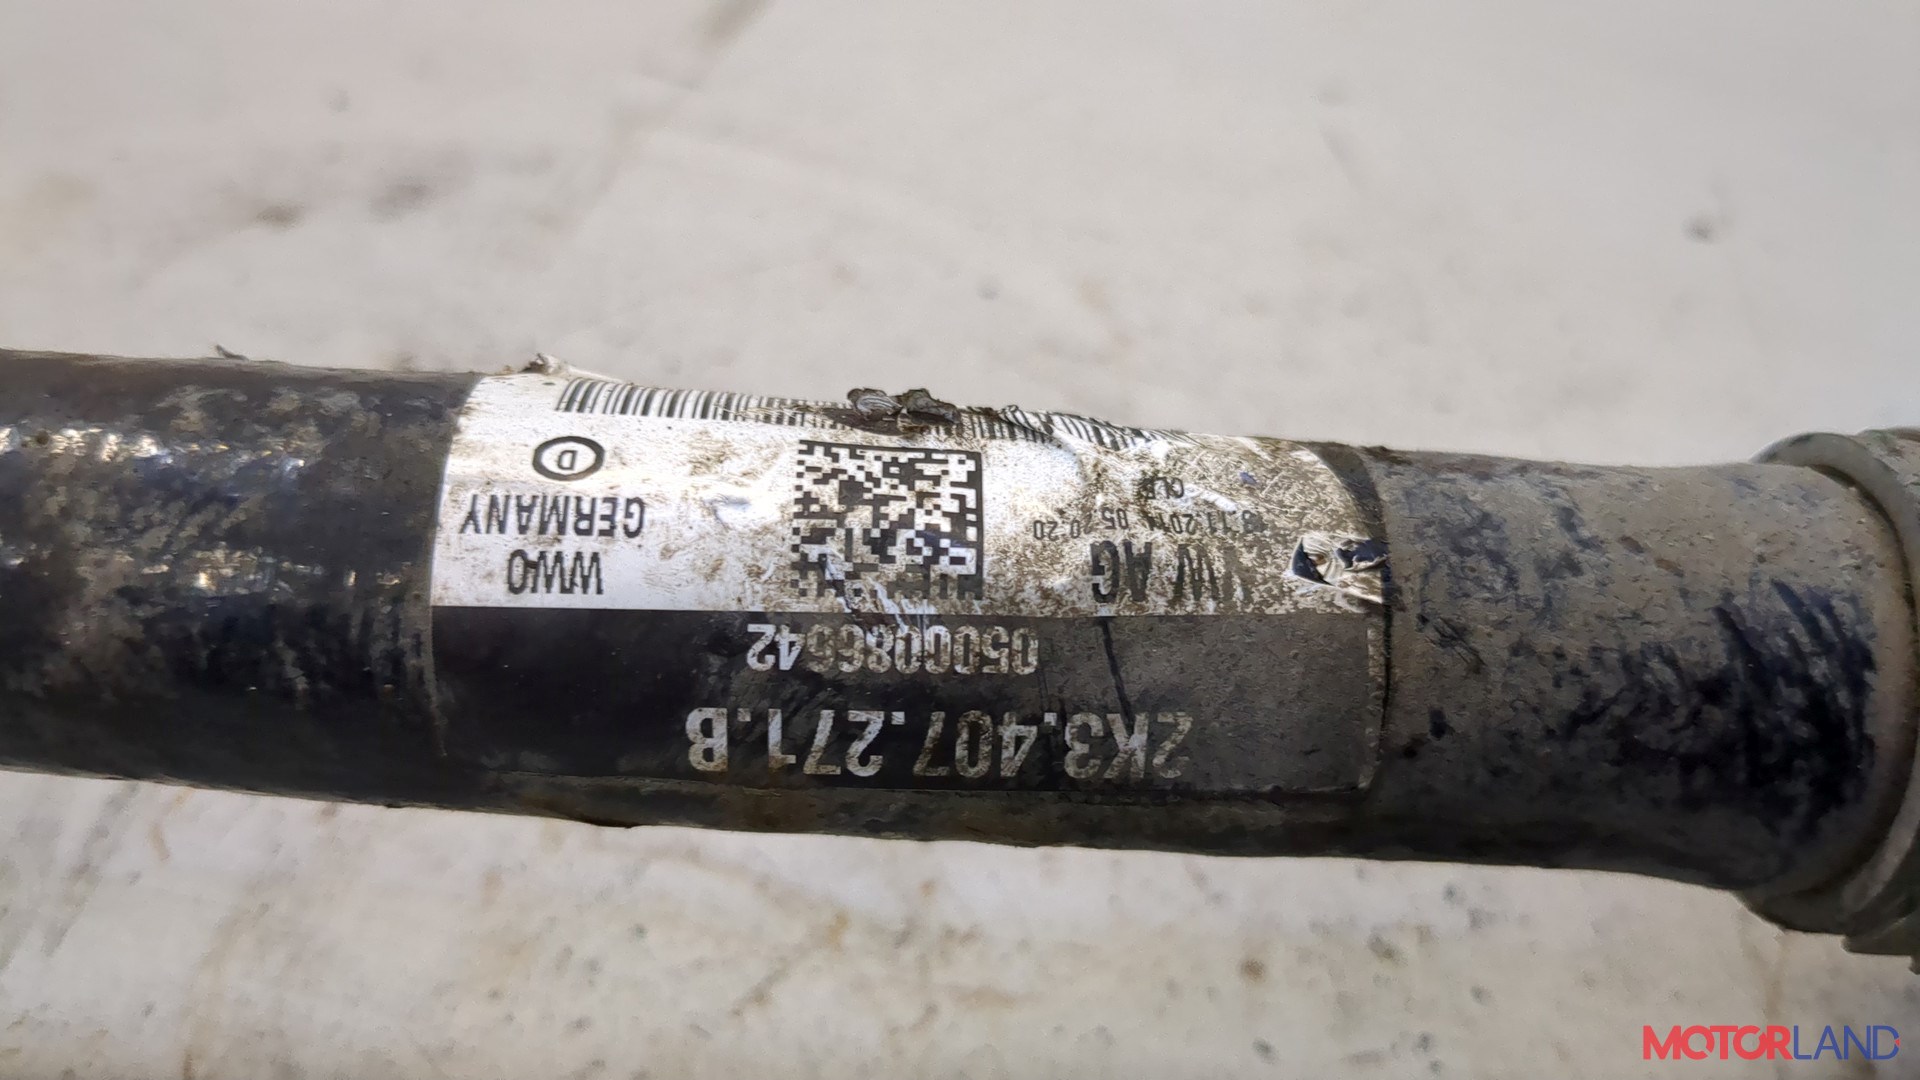 2K3.407.271.B
0500086642
VW AG
WWO
GERMANY
D
MOTORLAND